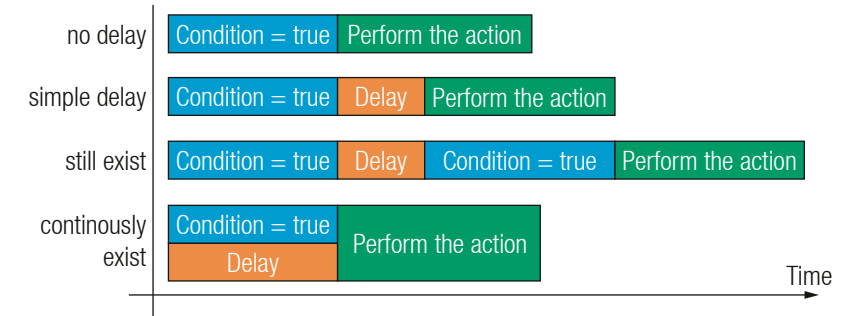 no delay Condition = true Perform the action
simple delay Condition = true Delay Perform the action
still exist Condition = true Delay Condition = true Perform the action
continously
exist
Condition = true
Delay
Perform the action
Time